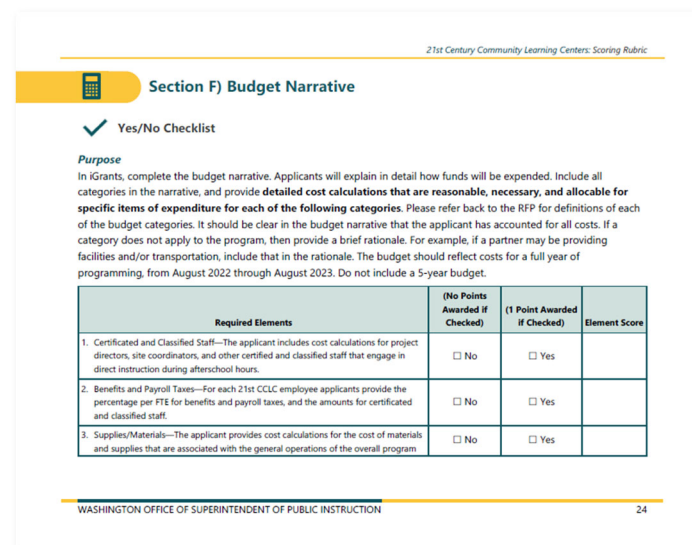 21st Century Community Learning Centers: Scoring Rubric
Section F) Budget Narrative
Yes/No Checklist
Purpose
In iGrants, complete the budget narrative. Applicants will explain in detail how funds will be expended. Include all
categories in the narrative, and provide detailed cost calculations that are reasonable, necessary, and allocable for
specific items of expenditure for each of the following categories. Please refer back to the RFP for definitions of each
of the budget categories. It should be clear in the budget narrative that the applicant has accounted for all costs. If a
category does not apply to the program, then provide a brief rationale. For example, if a partner may be providing
facilities and/or transportation, include that in the rationale. The budget should reflect costs for a full year of
programming, from August 2022 through August 2023. Do not include a 5-year budget.
Required Elements
(No Points
Awarded if
Checked)
(1 Point Awarded
if Checked)
Element Score
1. Certificated and Classified Staff—The applicant includes cost calculations for project
directors, site coordinators, and other certified and classified staff that engage in
direct instruction during afterschool hours.
☐ No
☐ Yes
2. Benefits and Payroll Taxes—For each 21st CCLC employee applicants provide the
percentage per FTE for benefits and payroll taxes, and the amounts for certificated
and classified staff.
☐ No
☐ Yes
3. Supplies/Materials—The applicant provides cost calculations for the cost of materials
and supplies that are associated with the general operations of the overall program
☐ No
☐ Yes
WASHINGTON OFFICE OF SUPERINTENDENT OF PUBLIC INSTRUCTION
24